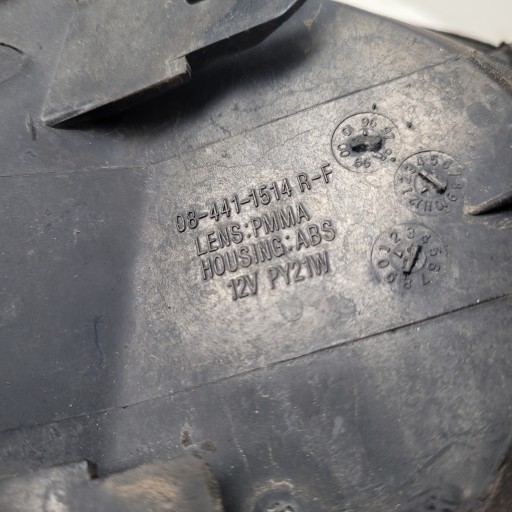 08-441-1514 R-F
LENS:PMMA
HOUSING:ABS
12V PY21W